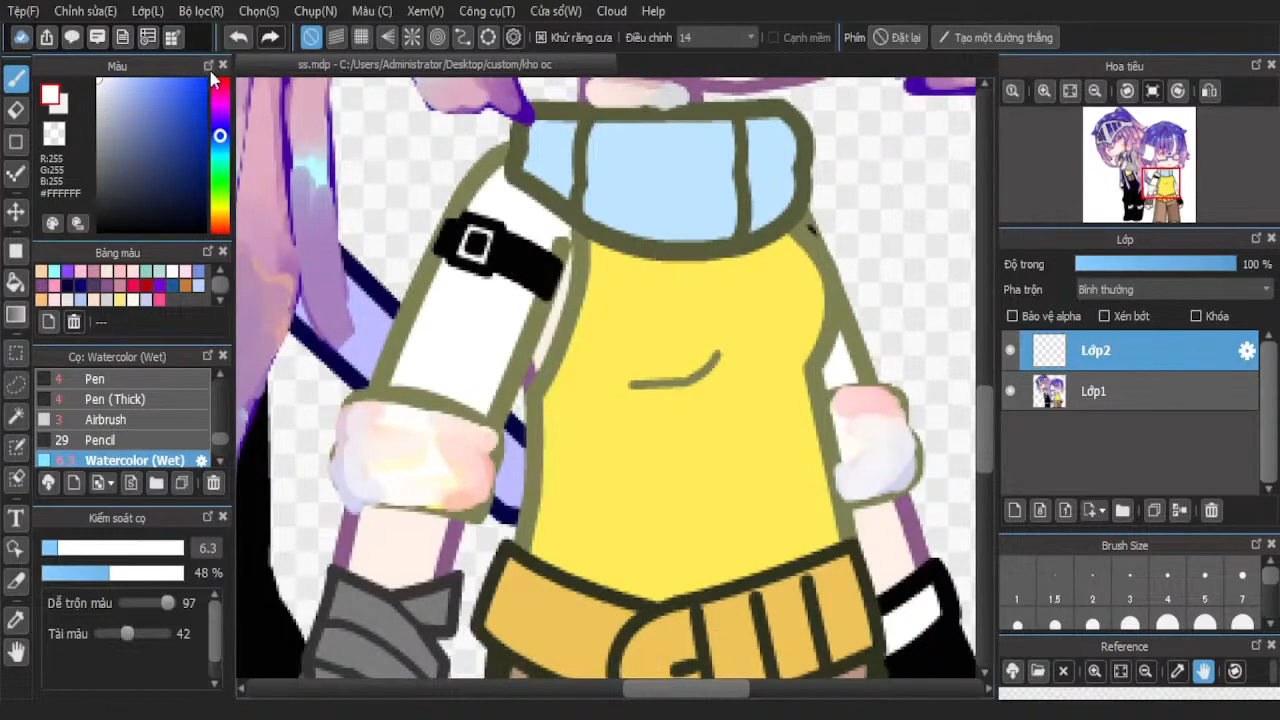 Tệp(F) Chỉnh sửa(E) Lớp(L) Bộ lọc(R) Chọn(S) Chụp(N) Màu (C) Xem(V) Công cụ(T) Cửa sổ(W) Cloud Help
Khử răng cưa Điều chỉnh 14 Cạnh mềm Phím Đặt lại Tạo một đường thẳng
Màu
ss.mdp - C:/Users/Administrator/Desktop/custom/kho oc
Hoa tiêu
R:255
G:255
B:255
#FFFFFF
Bảng màu
---
Lớp
Độ trong 100 %
Pha trộn Bình thường
Bảo vệ alpha Xén bớt Khóa
Lớp2
Lớp1
Cọ: Watercolor (Wet)
4 Pen
4 Pen (Thick)
3 Airbrush
29 Pencil
6.3 Watercolor (Wet)
Kiểm soát cọ
6.3
48 %
Dễ trộn màu 97
Tải màu 42
Brush Size
1 1.5 2 3 4 5 7
Reference
T